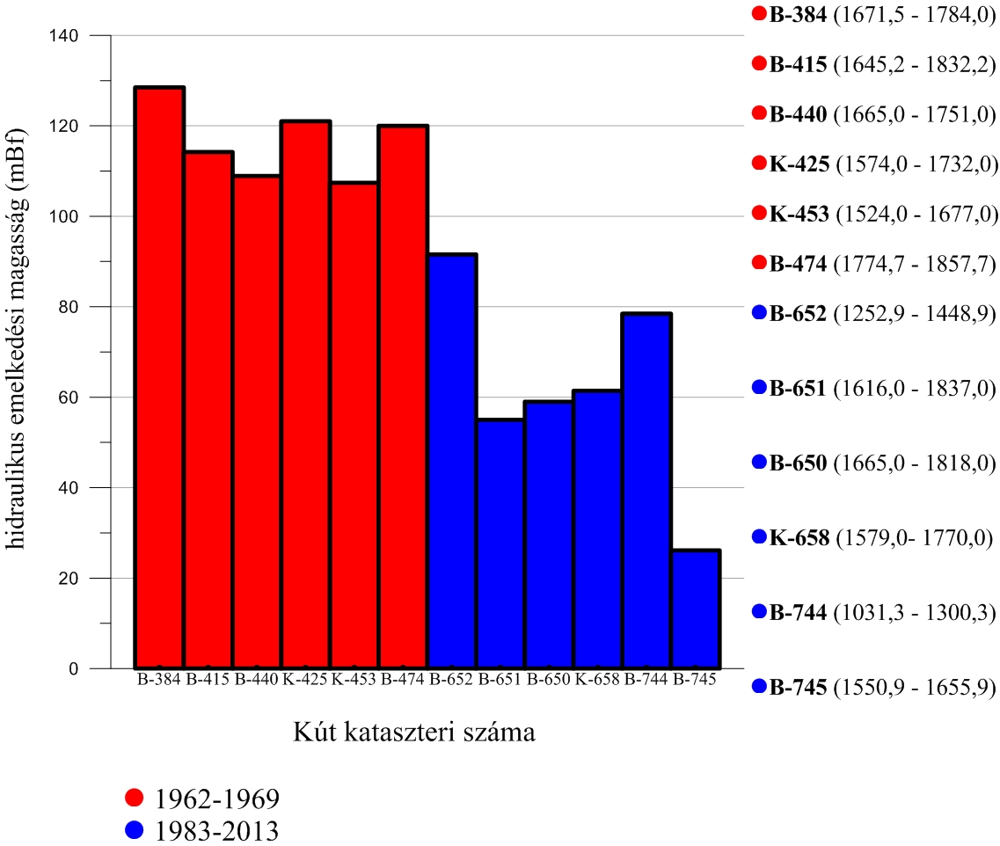 B-384 (1671,5 - 1784,0)
B-415 (1645,2 - 1832,2)
B-440 (1665,0 - 1751,0)
K-425 (1574,0 - 1732,0)
K-453 (1524,0 - 1677,0)
B-474 (1774,7 - 1857,7)
B-652 (1252,9 - 1448,9)
B-651 (1616,0 - 1837,0)
B-650 (1665,0 - 1818,0)
K-658 (1579,0- 1770,0)
B-744 (1031,3 - 1300,3)
B-745 (1550,9 - 1655,9)
hidraulikus emelkedési magasság (mBf)
140
120
100
80
60
40
20
0
B-384 B-415 B-440 K-425 K-453 B-474 B-652 B-651 B-650 K-658 B-744 B-745
Kút kataszteri száma
1962-1969
1983-2013